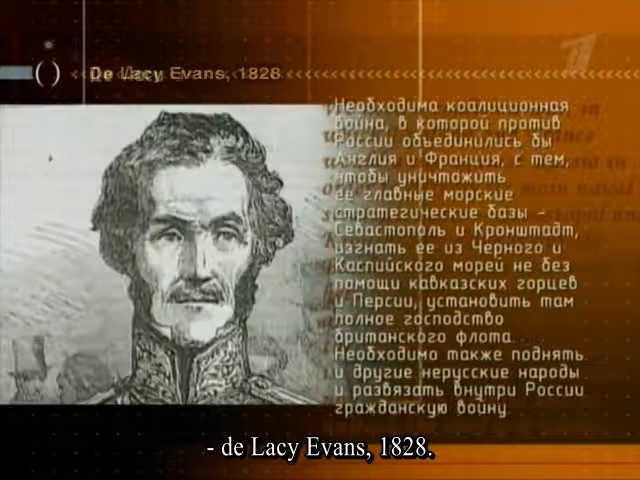 De Lacy Evans, 1828
Необходима коалиционная
война, в которой против
России объединились бы
Англия и Франция, с тем,
чтобы уничтожить
ее главные морские
стратегические базы -
Севастополь и Кронштадт,
изгнать ее из Черного и
Каспийского морей не без
помощи кавказских горцев
и Персии, установить там
полное господство
британского флота.
Необходимо также поднять
и другие нерусские народы
и развязать внутри России
гражданскую войну.
- de Lacy Evans, 1828.